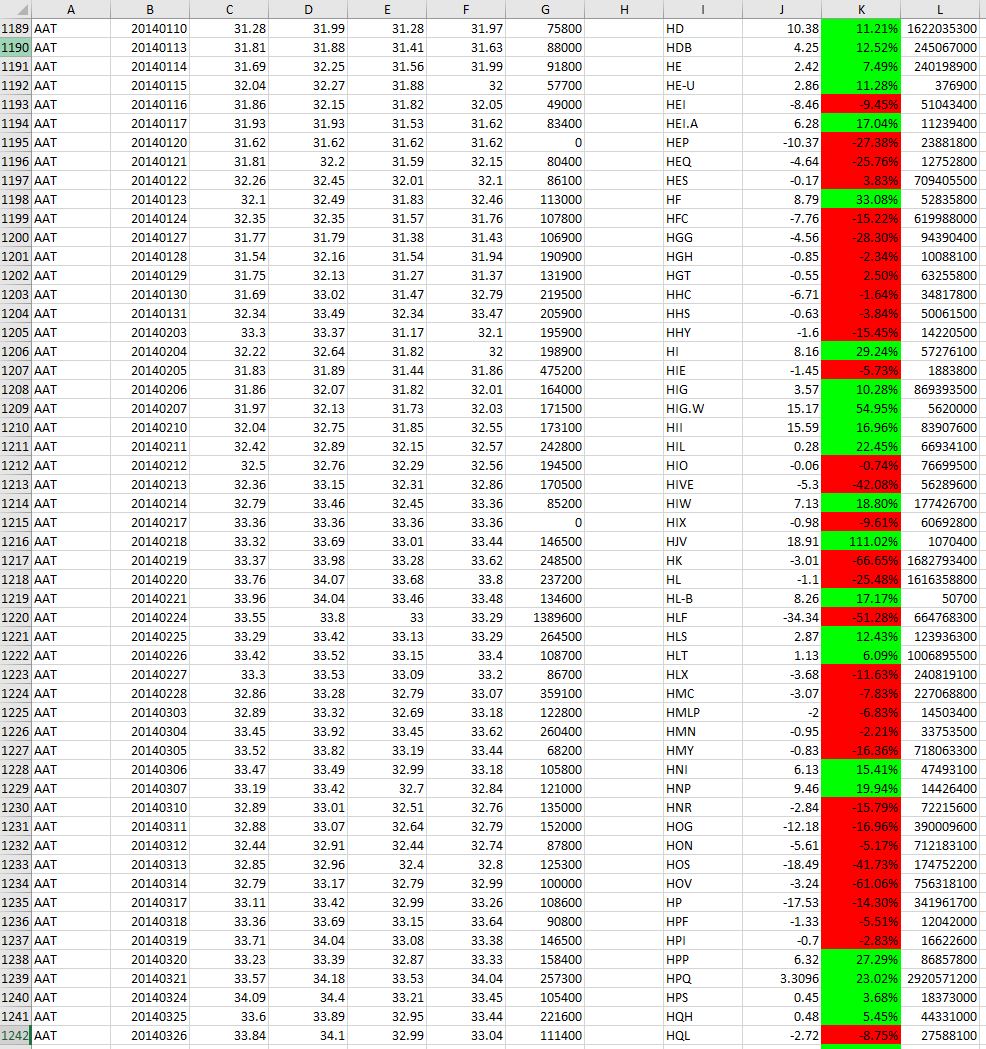 A B C D E F G H I J K L
1189 AAT 20140110 31.28 31.99 31.28 31.97 75800 HD 10.38 11.21% 1622035300
1190 AAT 20140113 31.81 31.88 31.41 31.63 88000 HDB 4.25 12.52% 245067000
1191 AAT 20140114 31.69 32.25 31.56 31.99 91800 HE 2.42 7.49% 240198900
1192 AAT 20140115 32.04 32.27 31.88 32 57700 HE-U 2.86 11.28% 376900
1193 AAT 20140116 31.86 32.15 31.82 32.05 49000 HEI -8.46 -9.45% 51043400
1194 AAT 20140117 31.93 31.93 31.53 31.62 83400 HEI.A 6.28 17.04% 11239400
1195 AAT 20140120 31.62 31.62 31.62 31.62 0 HEP -10.37 -27.38% 23881800
1196 AAT 20140121 31.81 32.2 31.59 32.15 80400 HEQ -4.64 -25.76% 12752800
1197 AAT 20140122 32.26 32.45 32.01 32.1 86100 HES -0.17 3.83% 709405500
1198 AAT 20140123 32.1 32.49 31.83 32.46 113000 HF 8.79 33.08% 52835800
1199 AAT 20140124 32.35 32.35 31.57 31.76 107800 HFC -7.76 -15.22% 619988000
1200 AAT 20140127 31.77 31.79 31.38 31.43 106900 HGG -4.56 -28.30% 94390400
1201 AAT 20140128 31.54 32.16 31.54 31.94 190900 HGH -0.85 -2.34% 10088100
1202 AAT 20140129 31.75 32.13 31.27 31.37 131900 HGT -0.55 2.50% 63255800
1203 AAT 20140130 31.69 33.02 31.47 32.79 219500 HHC -6.71 -1.64% 34817800
1204 AAT 20140131 32.34 33.49 32.34 33.47 205900 HHS -0.63 -3.84% 50061500
1205 AAT 20140203 33.3 33.37 31.17 32.1 195900 HHY -1.6 -15.45% 14220500
1206 AAT 20140204 32.22 32.64 31.82 32 198900 HI 8.16 29.24% 57276100
1207 AAT 20140205 31.83 31.89 31.44 31.86 475200 HIE -1.45 -5.73% 1883800
1208 AAT 20140206 31.86 32.07 31.82 32.01 164000 HIG 3.57 10.28% 869393500
1209 AAT 20140207 31.97 32.13 31.73 32.03 171500 HIG.W 15.17 54.95% 5620000
1210 AAT 20140210 32.04 32.75 31.85 32.55 173100 HII 15.59 16.96% 83907600
1211 AAT 20140211 32.42 32.89 32.15 32.57 242800 HIL 0.28 22.45% 66934100
1212 AAT 20140212 32.5 32.76 32.29 32.56 194500 HIO -0.06 -0.74% 76699500
1213 AAT 20140213 32.36 33.15 32.31 32.86 170500 HIVE -5.3 -42.08% 56289600
1214 AAT 20140214 32.79 33.46 32.45 33.36 85200 HIW 7.13 18.80% 177426700
1215 AAT 20140217 33.36 33.36 33.36 33.36 0 HIX -0.98 -9.61% 60692800
1216 AAT 20140218 33.32 33.69 33.01 33.44 146500 HJV 18.91 111.02% 1070400
1217 AAT 20140219 33.37 33.98 33.28 33.62 248500 HK -3.01 -66.65% 1682793400
1218 AAT 20140220 33.76 34.07 33.68 33.8 237200 HL -1.1 -25.48% 1616358800
1219 AAT 20140221 33.96 34.04 33.46 33.48 134600 HL-B 8.26 17.17% 50700
1220 AAT 20140224 33.55 33.8 33 33.29 1389600 HLF -34.34 -51.28% 664768300
1221 AAT 20140225 33.29 33.42 33.13 33.29 264500 HLS 2.87 12.43% 123936300
1222 AAT 20140226 33.42 33.52 33.15 33.4 108700 HLT 1.13 6.09% 1006895500
1223 AAT 20140227 33.3 33.53 33.09 33.2 86700 HLX -3.68 -11.63% 240819100
1224 AAT 20140228 32.86 33.28 32.79 33.07 359100 HMC -3.07 -7.83% 227068800
1225 AAT 20140303 32.89 33.32 32.69 33.18 122800 HMLP -2 -6.83% 14503400
1226 AAT 20140304 33.45 33.92 33.45 33.62 260400 HMN -0.95 -2.21% 33753500
1227 AAT 20140305 33.52 33.82 33.19 33.44 68200 HMY -0.83 -16.36% 718063300
1228 AAT 20140306 33.47 33.49 32.99 33.18 105800 HNI 6.13 15.41% 47493100
1229 AAT 20140307 33.19 33.42 32.7 32.84 121000 HNP 9.46 19.94% 14426400
1230 AAT 20140310 32.89 33.01 32.51 32.76 135000 HNR -2.84 -15.79% 72215600
1231 AAT 20140311 32.88 33.07 32.64 32.79 152000 HOG -12.18 -16.96% 390009600
1232 AAT 20140312 32.44 32.91 32.44 32.74 87800 HON -5.61 -5.17% 712183100
1233 AAT 20140313 32.85 32.96 32.4 32.8 125300 HOS -18.49 -41.73% 174752200
1234 AAT 20140314 32.79 33.17 32.79 32.99 100000 HOV -3.24 -61.06% 756318100
1235 AAT 20140317 33.11 33.42 32.99 33.26 108600 HP -17.53 -14.30% 341961700
1236 AAT 20140318 33.36 33.69 33.15 33.64 90800 HPF -1.33 -5.51% 12042000
1237 AAT 20140319 33.71 34.04 33.08 33.38 146500 HPI -0.7 -2.83% 16622600
1238 AAT 20140320 33.23 33.39 32.87 33.33 158400 HPP 6.32 27.29% 86857800
1239 AAT 20140321 33.57 34.18 33.53 34.04 257300 HPQ 3.3096 23.02% 2920571200
1240 AAT 20140324 34.09 34.4 33.21 33.45 105400 HPS 0.45 3.68% 18373000
1241 AAT 20140325 33.6 33.89 32.95 33.44 221600 HQH 0.48 5.45% 44331000
1242 AAT 20140326 33.84 34.1 32.99 33.04 111400 HQL -2.72 -8.75% 27588100